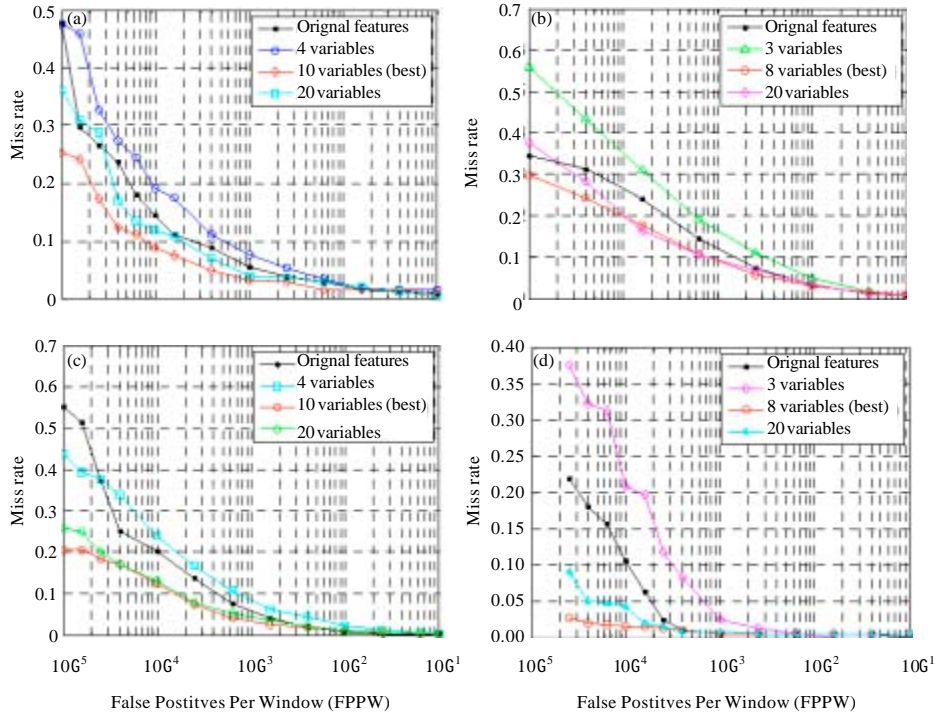 (a)
Orignal features
4 variables
10 variables (best)
20 variables
0.5
0.4
0.3
0.2
0.1
0
Miss rate
(b)
Orignal features
3 variables
8 variables (best)
20 variables
0.7
0.6
0.5
0.4
0.3
0.2
0.1
0
Miss rate
(c)
Orignal features
4 variables
10 variables (best)
20 variables
0.7
0.6
0.5
0.4
0.3
0.2
0.1
0
Miss rate
10G5 10G4 10G3 10G2 10G1
False Postitves Per Window (FPPW)
(d)
Orignal features
3 variables
8 variables (best)
20 variables
0.40
0.35
0.30
0.25
0.20
0.15
0.10
0.05
0.00
Miss rate
10G5 10G4 10G3 10G2 10G1
False Postitves Per Window (FPPW)